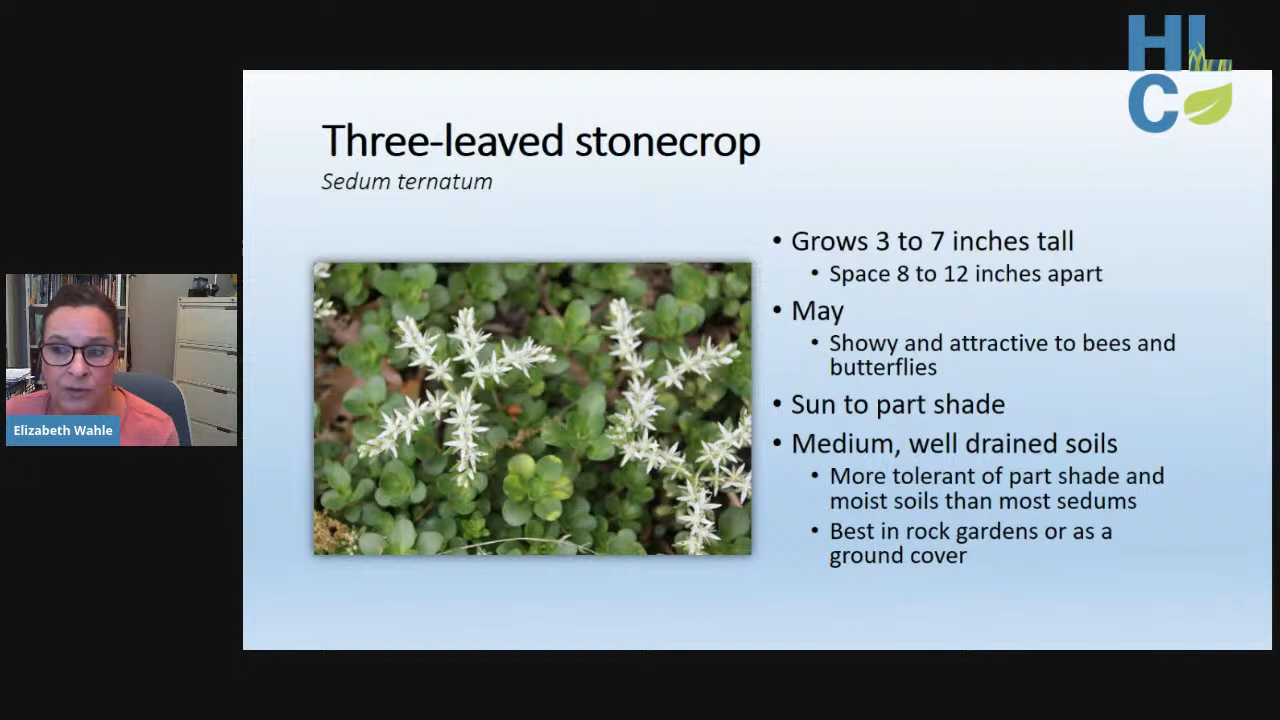 HL
C
Three-leaved stonecrop
Sedum ternatum
• Grows 3 to 7 inches tall
• Space 8 to 12 inches apart
• May
• Showy and attractive to bees and
butterflies
• Sun to part shade
• Medium, well drained soils
• More tolerant of part shade and
moist soils than most sedums
• Best in rock gardens or as a
ground cover
Elizabeth Wahle